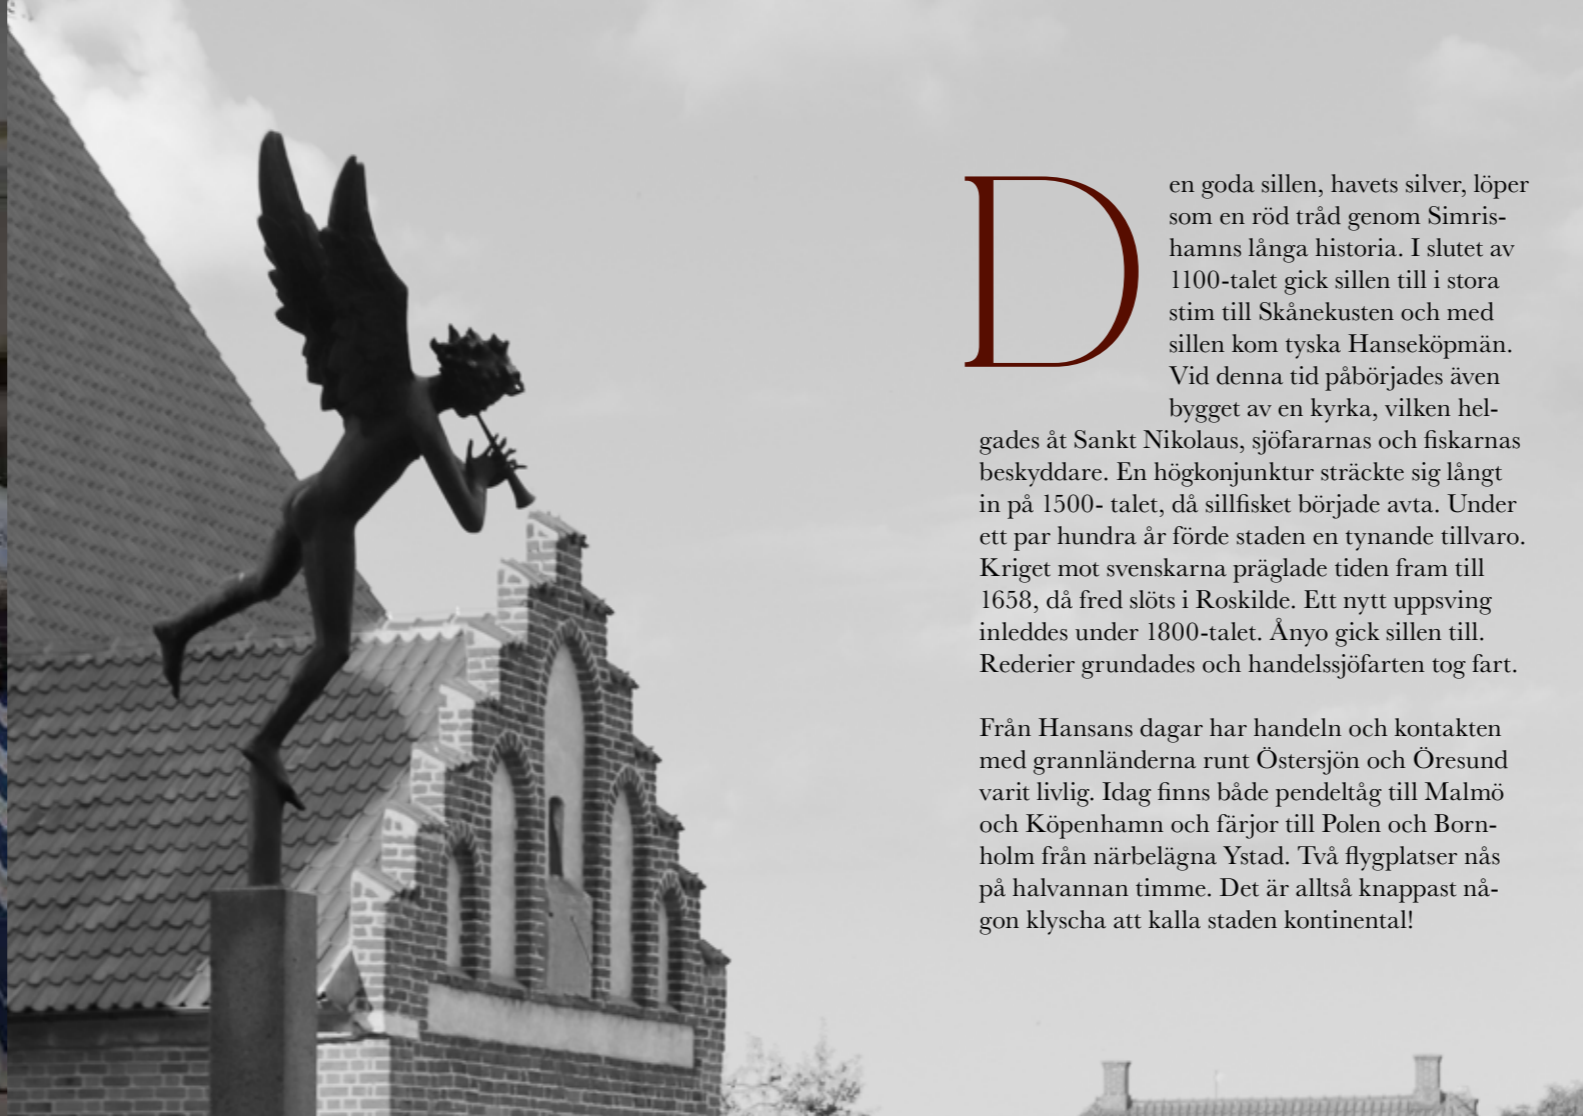 Den goda sillen, havets silver, löper
som en röd tråd genom Simris-
hamns långa historia. I slutet av
1100-talet gick sillen till i stora
stim till Skånekusten och med
sillen kom tyska Hanseköpmän.
Vid denna tid påbörjades även
bygget av en kyrka, vilken hel-
gades åt Sankt Nikolaus, sjöfararnas och fiskarnas
beskyddare. En högkonjunktur sträckte sig långt
in på 1500- talet, då sillfisket började avta. Under
ett par hundra år förde staden en tynande tillvaro.
Kriget mot svenskarna präglade tiden fram till
1658, då fred slöts i Roskilde. Ett nytt uppsving
inleddes under 1800-talet. Ånyo gick sillen till.
Rederier grundades och handelssjöfarten tog fart.
Från Hansans dagar har handeln och kontakten
med grannländerna runt Östersjön och Öresund
varit livlig. Idag finns både pendeltåg till Malmö
och Köpenhamn och färjor till Polen och Born-
holm från närbelägna Ystad. Två flygplatser nås
på halvannan timme. Det är alltså knappast nå-
gon klyscha att kalla staden kontinental!